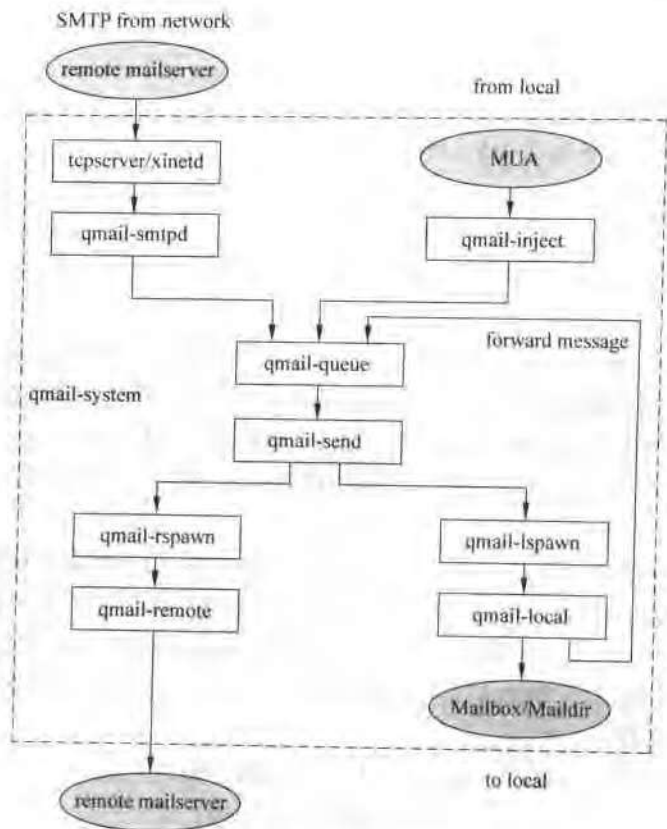 SMTP from network
remote mailserver
from local
tcpserver/xinetd
MUA
qmail-smtpd
qmail-inject
forward message
qmail-queue
qmail-system
qmail-send
qmail-rspawn
qmail-lspawn
qmail-remote
qmail-local
Mailbox/Maildir
to local
remote mailserver